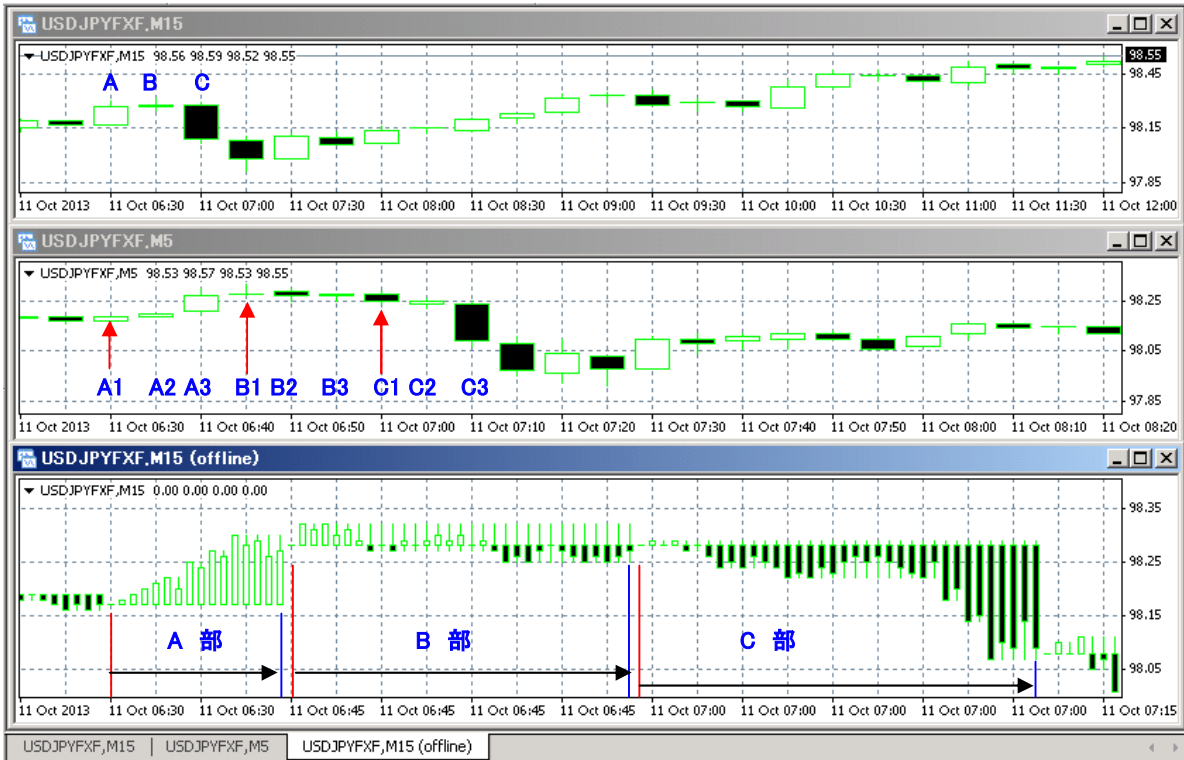 USDJPYFXF,M15
USDJPYFXF,M15 98.56 98.59 98.52 98.55
A B C
98.55
98.45
98.15
97.85
11 Oct 2013 11 Oct 06:30 11 Oct 07:00 11 Oct 07:30 11 Oct 08:00 11 Oct 08:30 11 Oct 09:00 11 Oct 09:30 11 Oct 10:00 11 Oct 10:30 11 Oct 11:00 11 Oct 11:30 11 Oct 12:00
USDJPYFXF,M5
USDJPYFXF,M5 98.53 98.57 98.53 98.55
98.25
98.05
A1 A2 A3 B1 B2 B3 C1 C2 C3
97.85
11 Oct 2013 11 Oct 06:30 11 Oct 06:40 11 Oct 06:50 11 Oct 07:00 11 Oct 07:10 11 Oct 07:20 11 Oct 07:30 11 Oct 07:40 11 Oct 07:50 11 Oct 08:00 11 Oct 08:10 11 Oct 08:20
USDJPYFXF,M15 (offline)
USDJPYFXF,M15 0.00 0.00 0.00 0.00
98.35
98.25
98.15
A 部 B 部 C 部
98.05
11 Oct 2013 11 Oct 06:30 11 Oct 06:30 11 Oct 06:45 11 Oct 06:45 11 Oct 06:45 11 Oct 06:45 11 Oct 07:00 11 Oct 07:00 11 Oct 07:00 11 Oct 07:00 11 Oct 07:00 11 Oct 07:15
USDJPYFXF,M15 USDJPYFXF,M5 USDJPYFXF,M15 (offline)